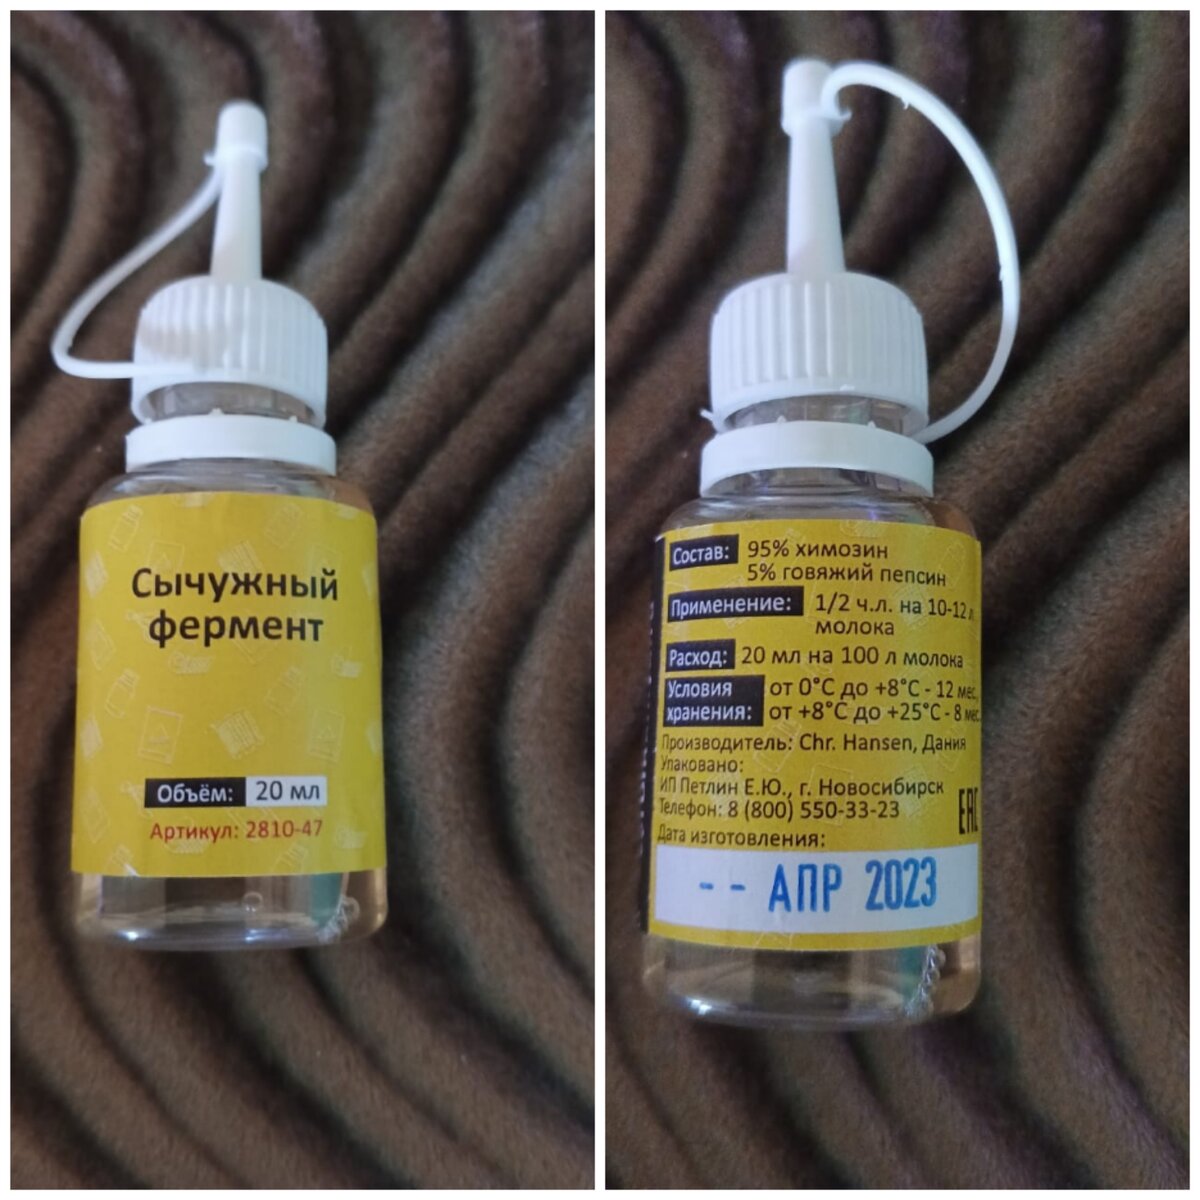 Сычужный
фермент
Объём: 20 мл
Артикул: 2810-47
Состав: 95% химозин
5% говяжий пепсин
Применение: 1/2 ч.л. на 10-12 л
молока
Расход: 20 мл на 100 л молока
Условия хранения: от 0°C до +8°C - 12 мес.,
от +8°C до +25°C - 8 мес.
Производитель: Chr. Hansen, Дания
Упаковано:
ИП Петлин Е.Ю., г. Новосибирск
Телефон: 8 (800) 550-33-23
EAC
Дата изготовления:
-- АПР 2023